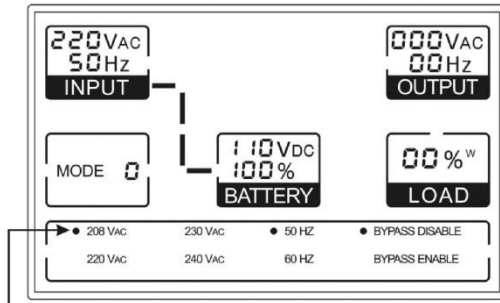 220VAC
50Hz
INPUT
000VAC
00Hz
OUTPUT
MODE 0
110VDC
100%
BATTERY
00%W
LOAD
• 208 VAC 230 VAC • 50 HZ • BYPASS DISABLE
220 VAC 240 VAC 60 HZ BYPASS ENABLE